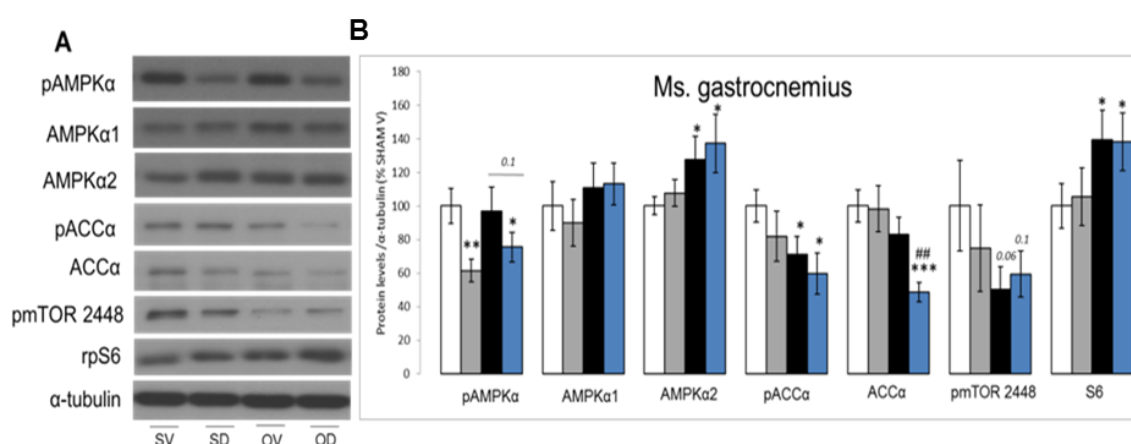 A
pAMPKα
AMPKα1
AMPKα2
pACCα
ACCα
pmTOR 2448
rpS6
α-tubulin
SV SD OV OD
B
Ms. gastrocnemius
Protein levels /α-tubulin (% SHAM V)
180
160
140
120
100
80
60
40
20
0
** 0.1 *
* *
* *
## ***
0.06 0.1
* *
pAMPKα AMPKα1 AMPKα2 pACCα ACCα pmTOR 2448 S6